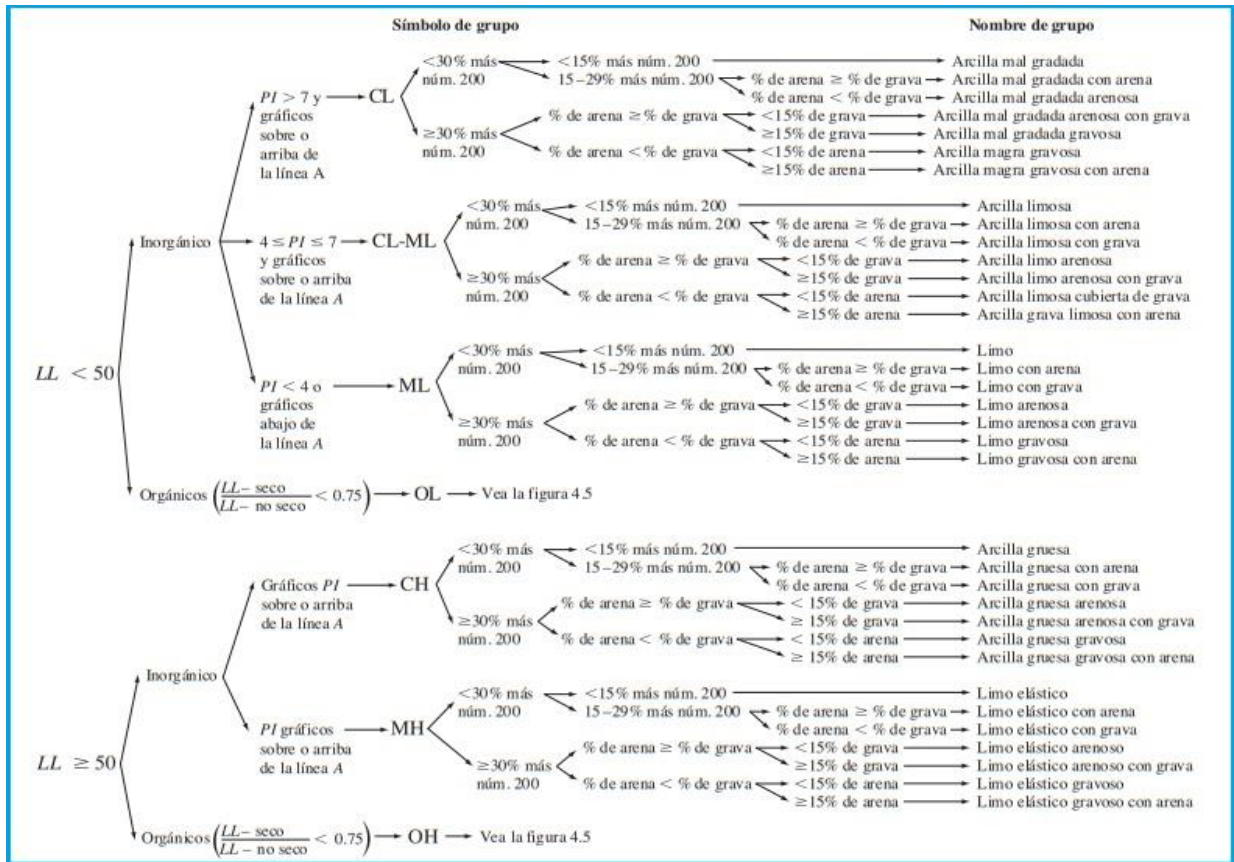 Símbolo de grupo Nombre de grupo
<30% más núm. 200 <15% más núm. 200 Arcilla mal gradada
15–29% más núm. 200 % de arena ≥ % de grava Arcilla mal gradada con arena
% de arena < % de grava Arcilla mal gradada arenosa
PI > 7 y gráficos sobre o arriba de la línea A CL
≥30% más núm. 200 % de arena ≥ % de grava <15% de grava Arcilla mal gradada arenosa con grava
≥15% de grava Arcilla mal gradada gravosa
% de arena < % de grava <15% de arena Arcilla magra gravosa
≥15% de arena Arcilla magra gravosa con arena
<30% más núm. 200 <15% más núm. 200 Arcilla limosa
15–29% más núm. 200 % de arena ≥ % de grava Arcilla limosa con arena
% de arena < % de grava Arcilla limosa con grava
Inorgánico 4 ≤ PI ≤ 7 y gráficos sobre o arriba de la línea A CL-ML
≥30% más núm. 200 % de arena ≥ % de grava <15% de grava Arcilla limo arenosa
≥15% de grava Arcilla limo arenosa con grava
% de arena < % de grava <15% de arena Arcilla limosa cubierta de grava
≥15% de arena Arcilla grava limosa con arena
LL < 50
<30% más núm. 200 <15% más núm. 200 Limo
15–29% más núm. 200 % de arena ≥ % de grava Limo con arena
% de arena < % de grava Limo con grava
PI < 4 o gráficos abajo de la línea A ML
≥30% más núm. 200 % de arena ≥ % de grava <15% de grava Limo arenosa
≥15% de grava Limo arenosa con grava
% de arena < % de grava <15% de arena Limo gravosa
≥15% de arena Limo gravosa con arena
Orgánicos (LL– seco / LL– no seco < 0.75) OL Vea la figura 4.5
<30% más núm. 200 <15% más núm. 200 Arcilla gruesa
15–29% más núm. 200 % de arena ≥ % de grava Arcilla gruesa con arena
% de arena < % de grava Arcilla gruesa con grava
Gráficos PI sobre o arriba de la línea A CH
≥30% más núm. 200 % de arena ≥ % de grava < 15% de grava Arcilla gruesa arenosa
≥ 15% de grava Arcilla gruesa arenosa con grava
% de arena < % de grava < 15% de arena Arcilla gruesa gravosa
≥ 15% de arena Arcilla gruesa gravosa con arena
Inorgánico
<30% más núm. 200 <15% más núm. 200 Limo elástico
15–29% más núm. 200 % de arena ≥ % de grava Limo elástico con arena
% de arena < % de grava Limo elástico con grava
PI gráficos sobre o arriba de la línea A MH
LL ≥ 50
≥30% más núm. 200 % de arena ≥ % de grava <15% de grava Limo elástico arenoso
≥15% de grava Limo elástico arenoso con grava
% de arena < % de grava <15% de arena Limo elástico gravoso
≥15% de arena Limo elástico gravoso con arena
Orgánicos (LL– seco / LL – no seco < 0.75) OH Vea la figura 4.5